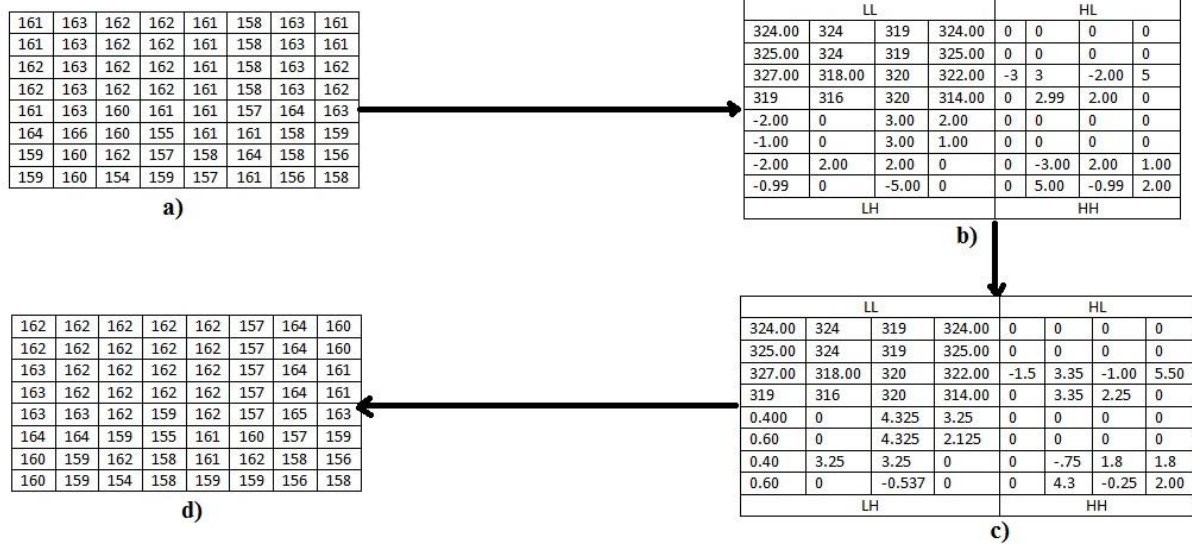 161 163 162 162 161 158 163 161
161 163 162 162 161 158 163 161
162 163 162 162 161 158 163 162
162 163 162 162 161 158 163 162
161 163 160 161 161 157 164 163
164 166 160 155 161 161 158 159
159 160 162 157 158 164 158 156
159 160 154 159 157 161 156 158
a)
LL HL
324.00 324 319 324.00 0 0 0 0
325.00 324 319 325.00 0 0 0 0
327.00 318.00 320 322.00 -3 3 -2.00 5
319 316 320 314.00 0 2.99 2.00 0
-2.00 0 3.00 2.00 0 0 0 0
-1.00 0 3.00 1.00 0 0 0 0
-2.00 2.00 2.00 0 0 -3.00 2.00 1.00
-0.99 0 -5.00 0 0 5.00 -0.99 2.00
LH HH
b)
162 162 162 162 162 157 164 160
162 162 162 162 162 157 164 160
163 162 162 162 162 157 164 161
163 162 162 162 162 157 164 161
163 163 162 159 162 157 165 163
164 164 159 155 161 160 157 159
160 159 162 158 161 162 158 156
160 159 154 158 159 159 156 158
d)
LL HL
324.00 324 319 324.00 0 0 0 0
325.00 324 319 325.00 0 0 0 0
327.00 318.00 320 322.00 -1.5 3.35 -1.00 5.50
319 316 320 314.00 0 3.35 2.25 0
0.400 0 4.325 3.25 0 0 0 0
0.60 0 4.325 2.125 0 0 0 0
0.40 3.25 3.25 0 0 -.75 1.8 1.8
0.60 0 -0.537 0 0 4.3 -0.25 2.00
LH HH
c)